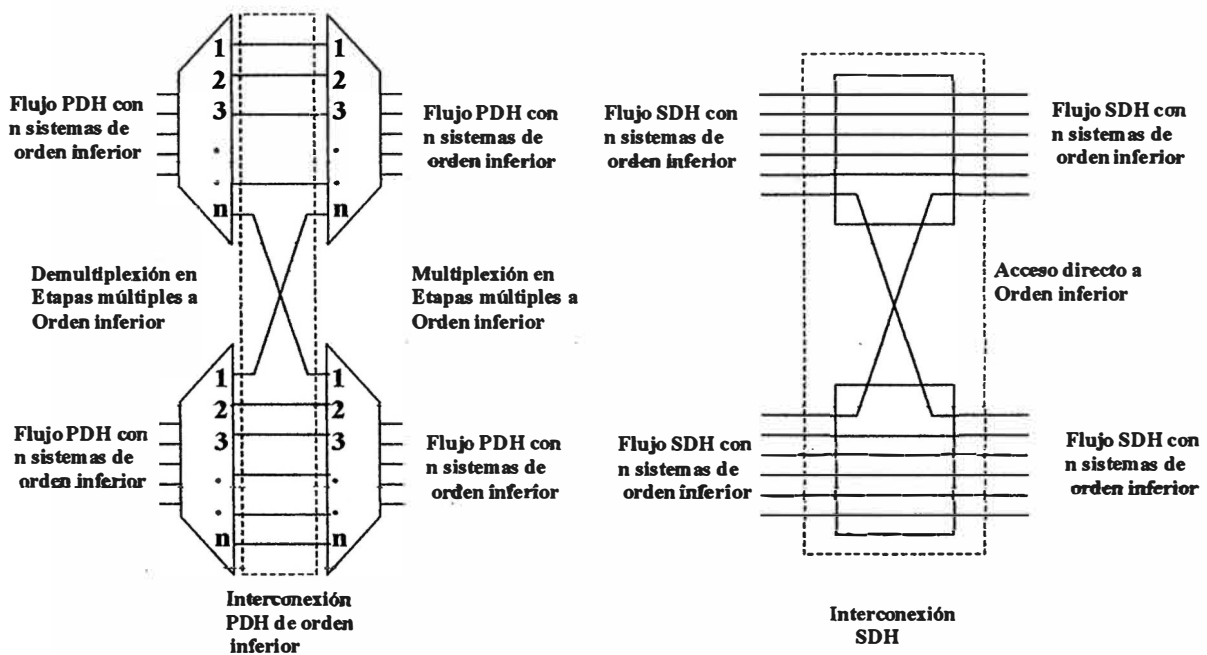 1
2
3
.
.
n
1
2
3
.
.
n
Flujo PDH con
n sistemas de
orden inferior
Flujo PDH con
n sistemas de
orden inferior
Demultiplexión en
Etapas múltiples a
Orden inferior
Multiplexión en
Etapas múltiples a
Orden inferior
1
2
3
.
.
n
1
2
3
.
.
n
Flujo PDH con
n sistemas de
orden inferior
Flujo PDH con
n sistemas de
orden inferior
Interconexión
PDH de orden
inferior
Flujo SDH con
n sistemas de
orden inferior
Flujo SDH con
n sistemas de
orden inferior
Acceso directo a
Orden inferior
Flujo SDH con
n sistemas de
orden inferior
Flujo SDH con
n sistemas de
orden inferior
Interconexión
SDH